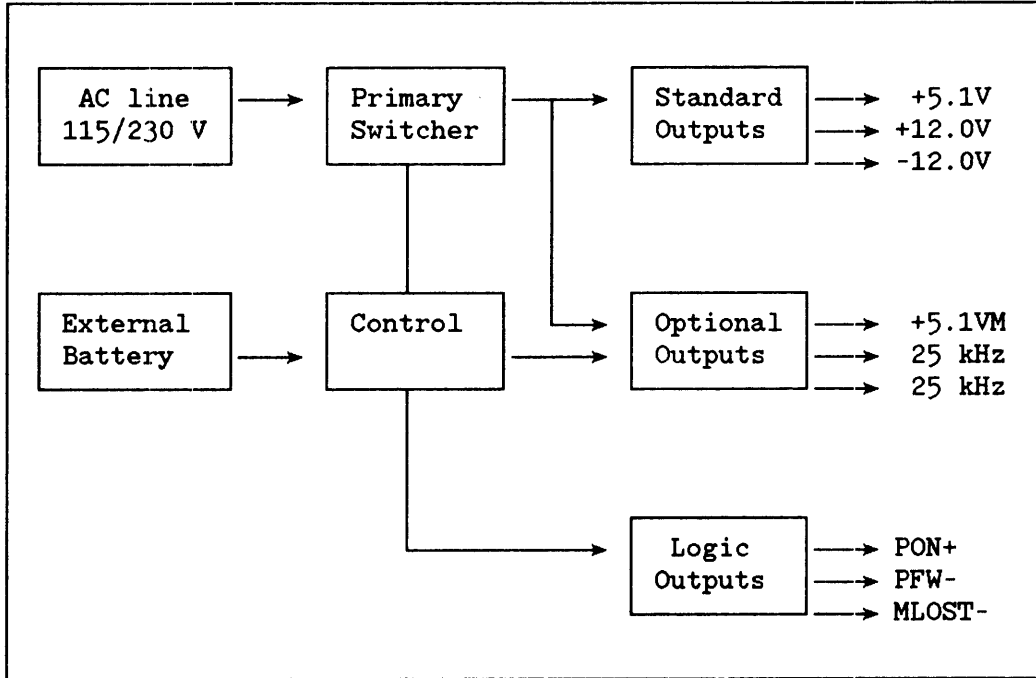 AC line
115/230 V
Primary
Switcher
Standard
Outputs
+5.1V
+12.0V
-12.0V
External
Battery
Control
Optional
Outputs
+5.1VM
25 kHz
25 kHz
Logic
Outputs
PON+
PFW-
MLOST-